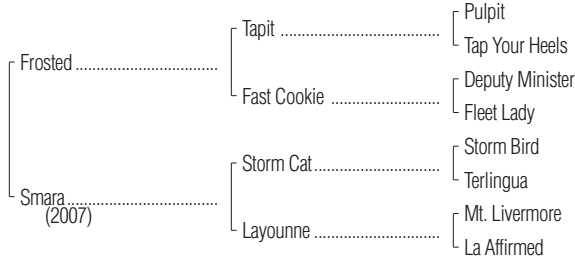 Pulpit
Tapit ........................................
Tap Your Heels
Frosted ....................................
Deputy Minister
Fast Cookie ...........................
Fleet Lady
Storm Bird
Storm Cat................................
Terlingua
Smara......................................
(2007)
Mt. Livermore
Layounne ................................
La Affirmed